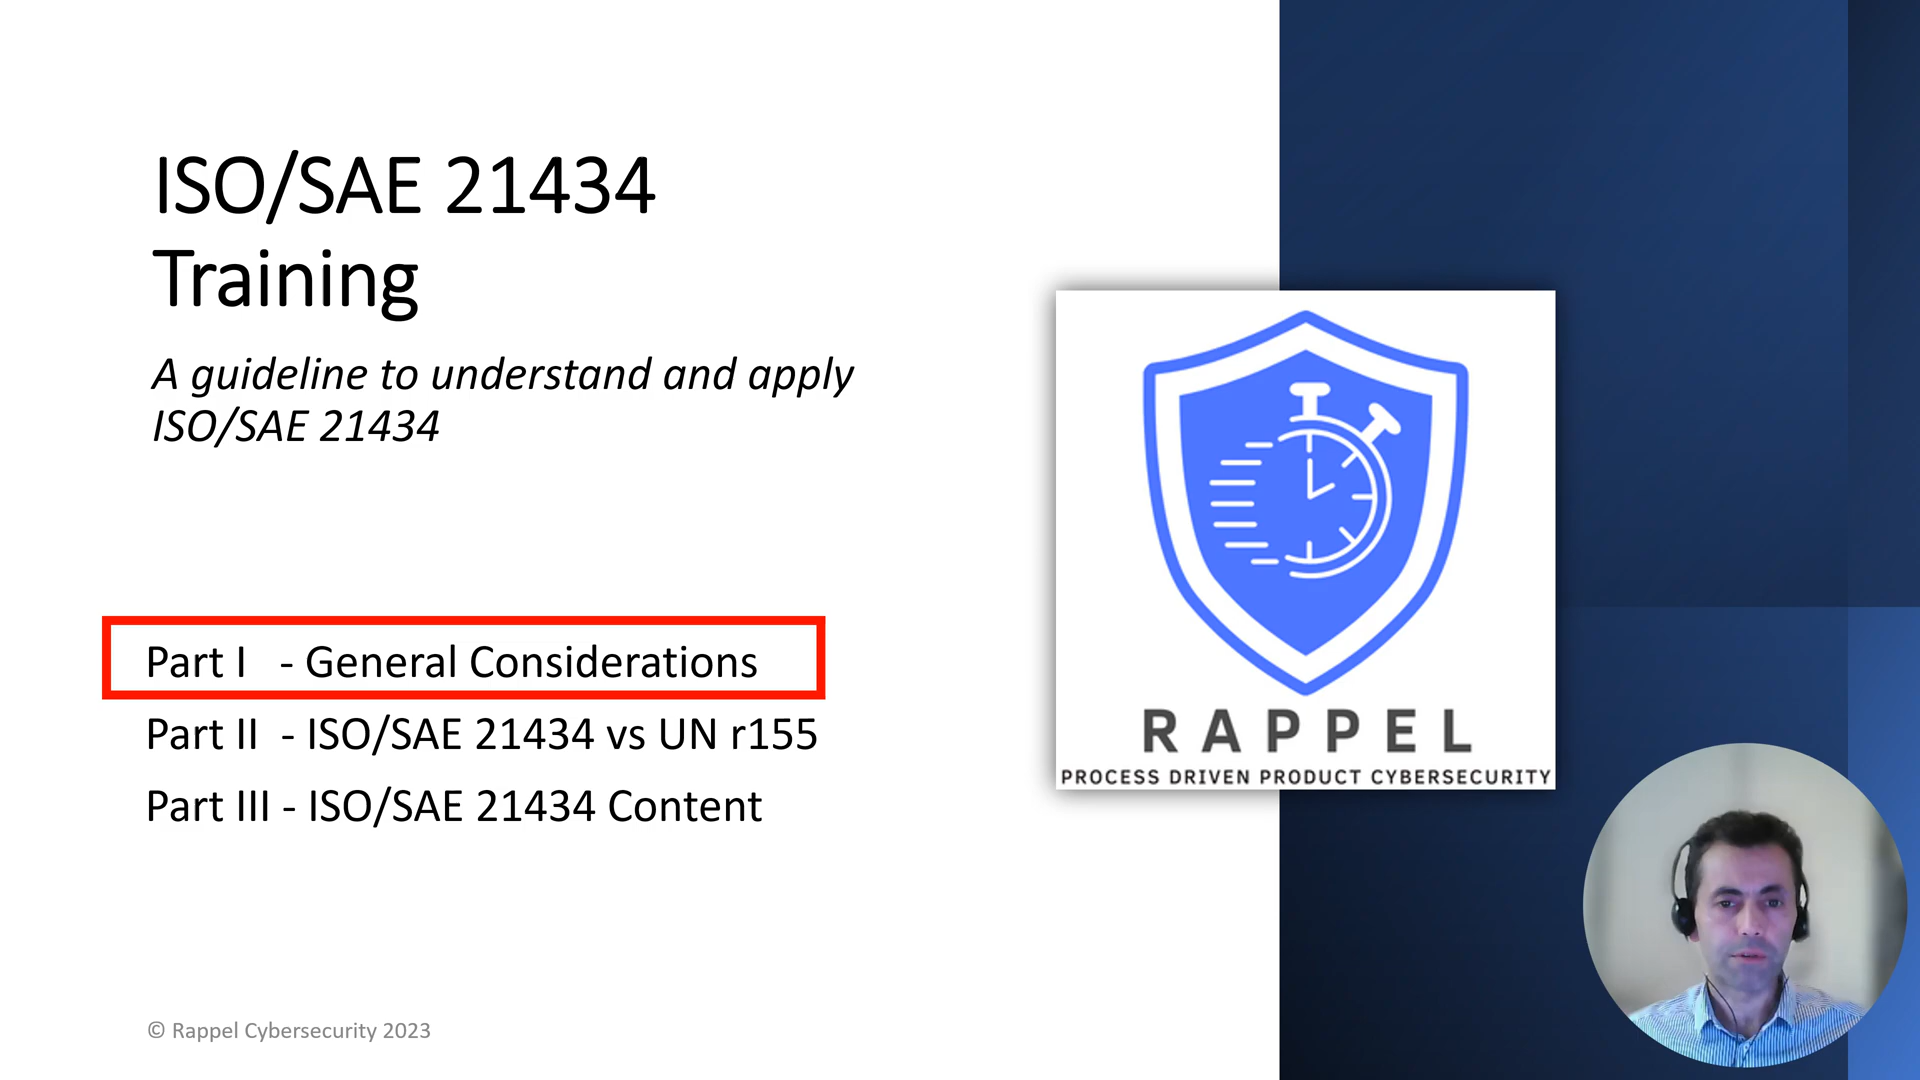 ISO/SAE 21434
Training
A guideline to understand and apply
ISO/SAE 21434
Part I - General Considerations
Part II - ISO/SAE 21434 vs UN r155
Part III - ISO/SAE 21434 Content
RAPPEL
PROCESS DRIVEN PRODUCT CYBERSECURITY
© Rappel Cybersecurity 2023